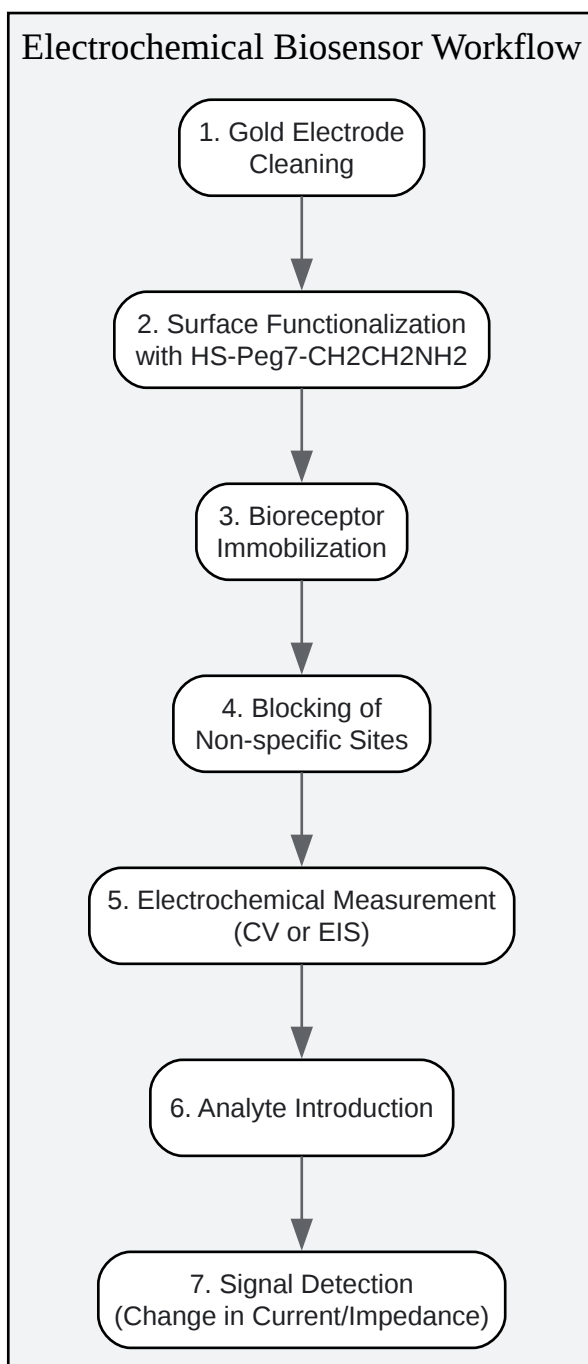 Electrochemical Biosensor Workflow
1. Gold Electrode
Cleaning
2. Surface Functionalization
with HS-Peg7-CH2CH2NH2
3. Bioreceptor
Immobilization
4. Blocking of
Non-specific Sites
5. Electrochemical Measurement
(CV or EIS)
6. Analyte Introduction
7. Signal Detection
(Change in Current/Impedance)